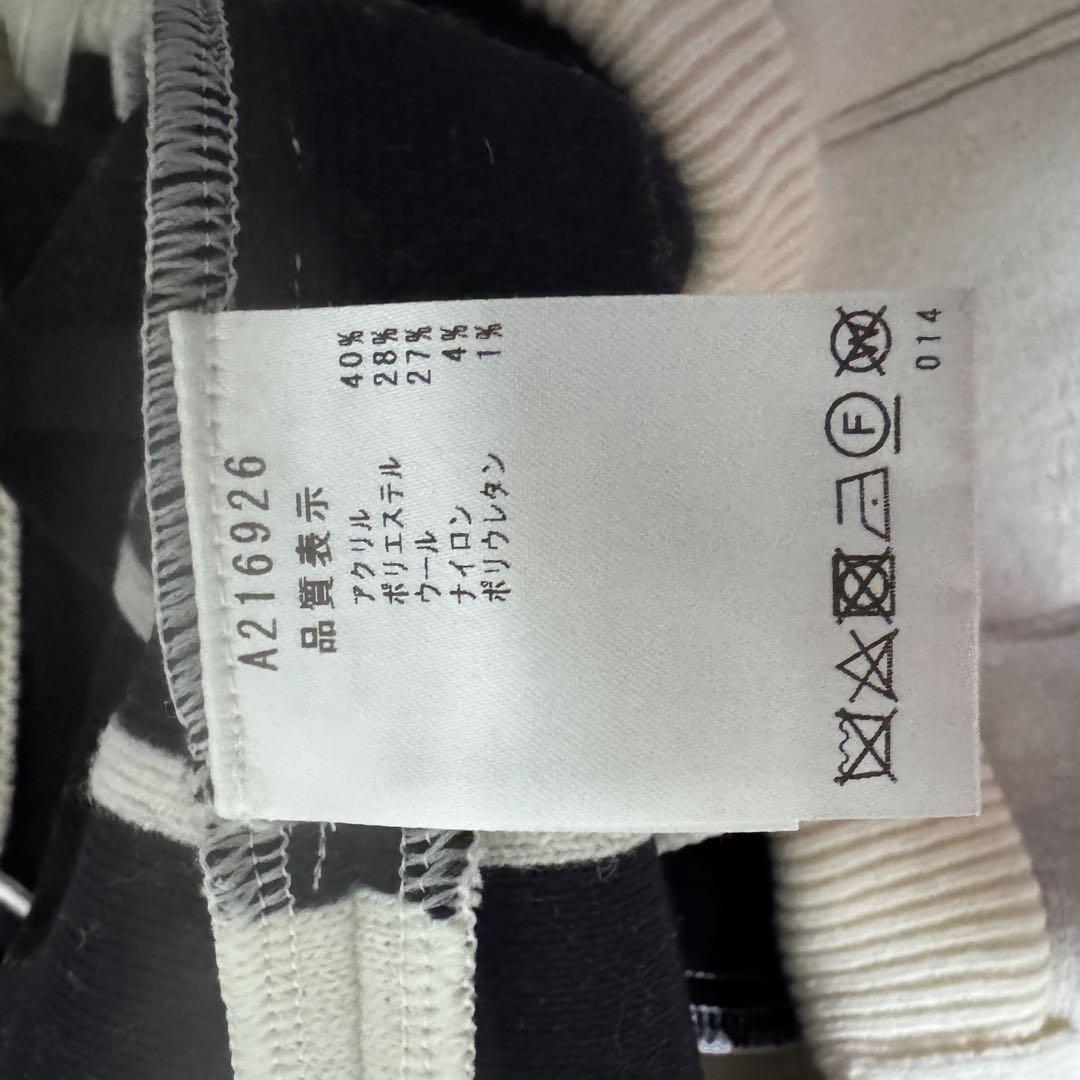 A216926
品質表示
アクリル 40%
ポリエステル 28%
ウール 27%
ナイロン 4%
ポリウレタン 1%
F W
014